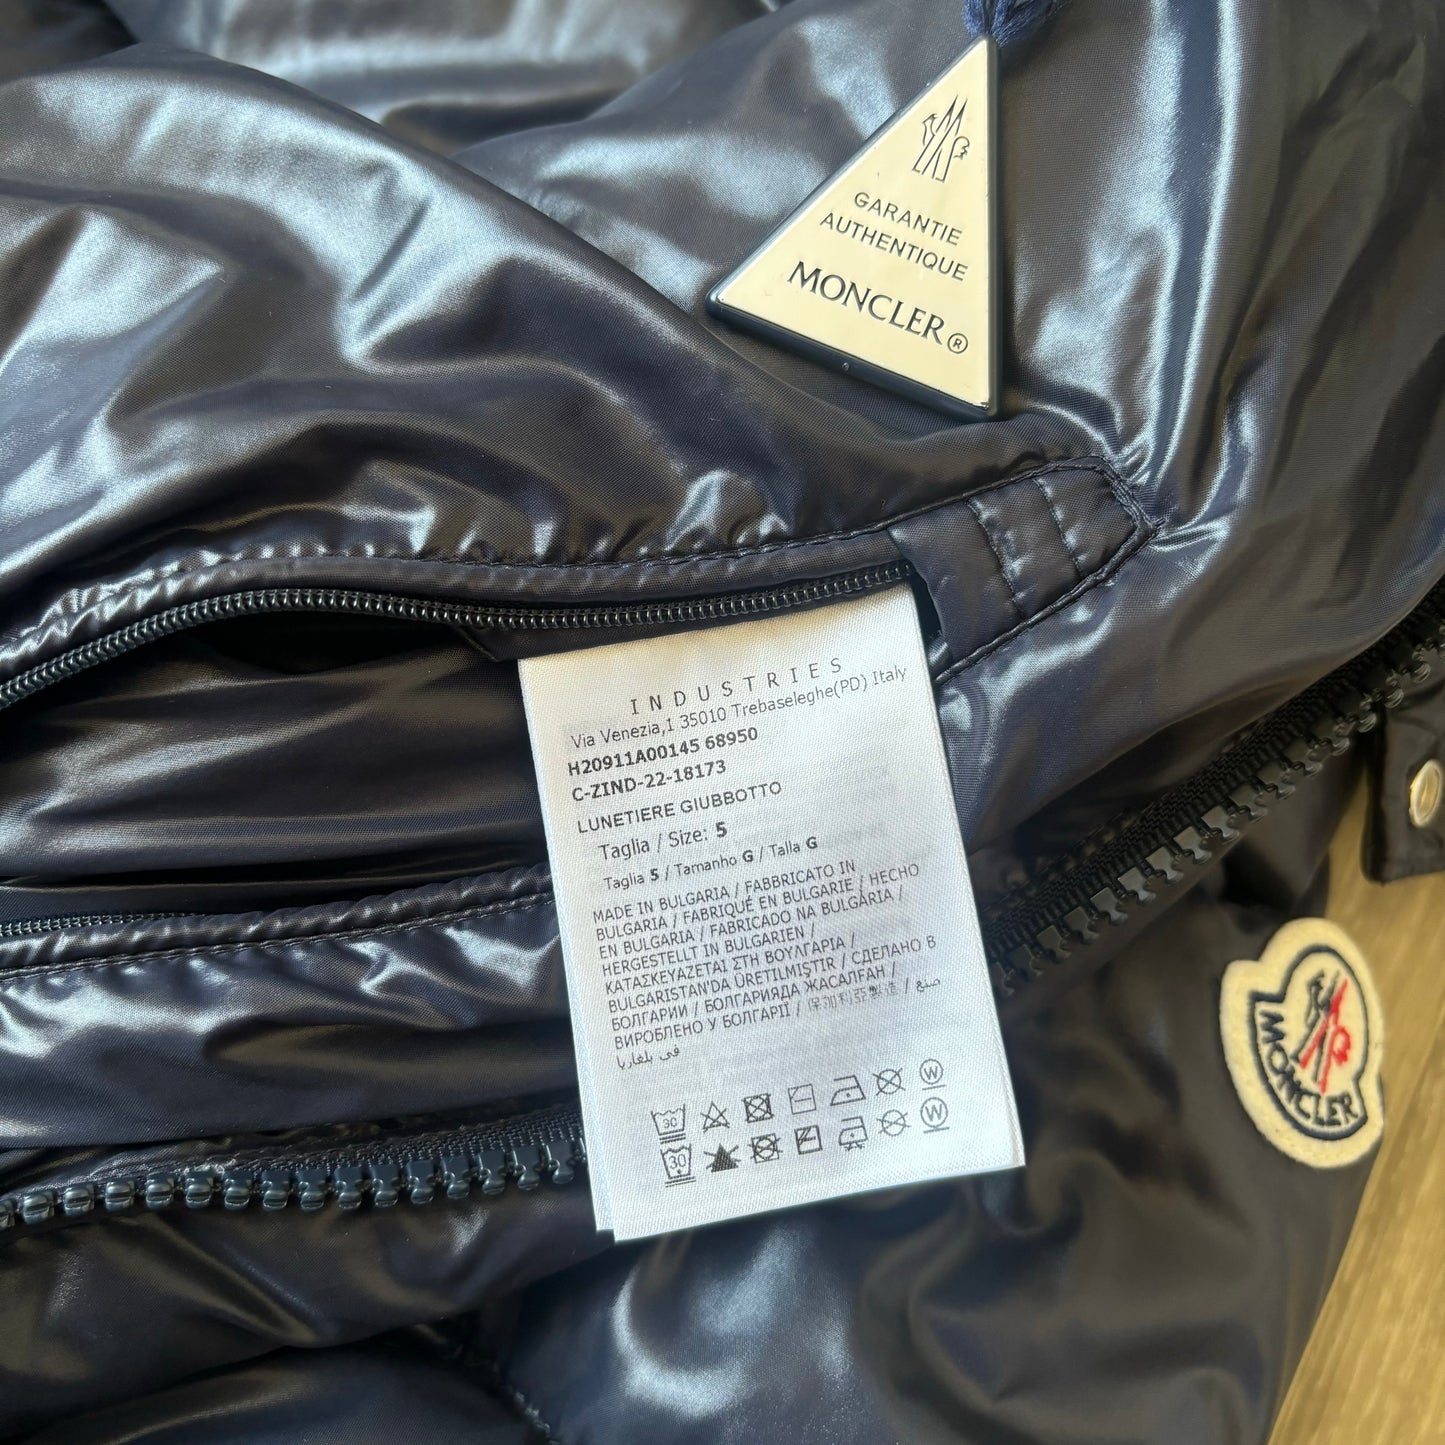 GARANTIE
AUTHENTIQUE
MONCLER®
INDUSTRIES
Via Venezia,1 35010 Trebaseleghe(PD) Italy
H20911A00145 68950
C-ZIND-22-18173
LUNETIERE GIUBBOTTO
Taglia / Size: 5
Taglia 5 / Tamanho G / Talla G
MADE IN BULGARIA / FABBRICATO IN
BULGARIA / FABRIQUÉ EN BULGARIE / HECHO
EN BULGARIA / FABRICADO NA BULGÁRIA /
HERGESTELLT IN BULGARIEN /
ΚΑΤΑΣΚΕΥΑΖΕΤΑΙ ΣΤΗ ΒΟΥΛΓΑΡΙΑ /
BULGARISTAN'DA ÜRETILMIŞTIR / СДЕЛАНО В
БОЛГАРИИ / БОЛГАРИЯДА ЖАСАЛҒАН /
ВИРОБЛЕНО У БОЛГАРІЇ / 保加利亚製造 / صنع
في بلغاريا
30 W
30 W
MONCLER